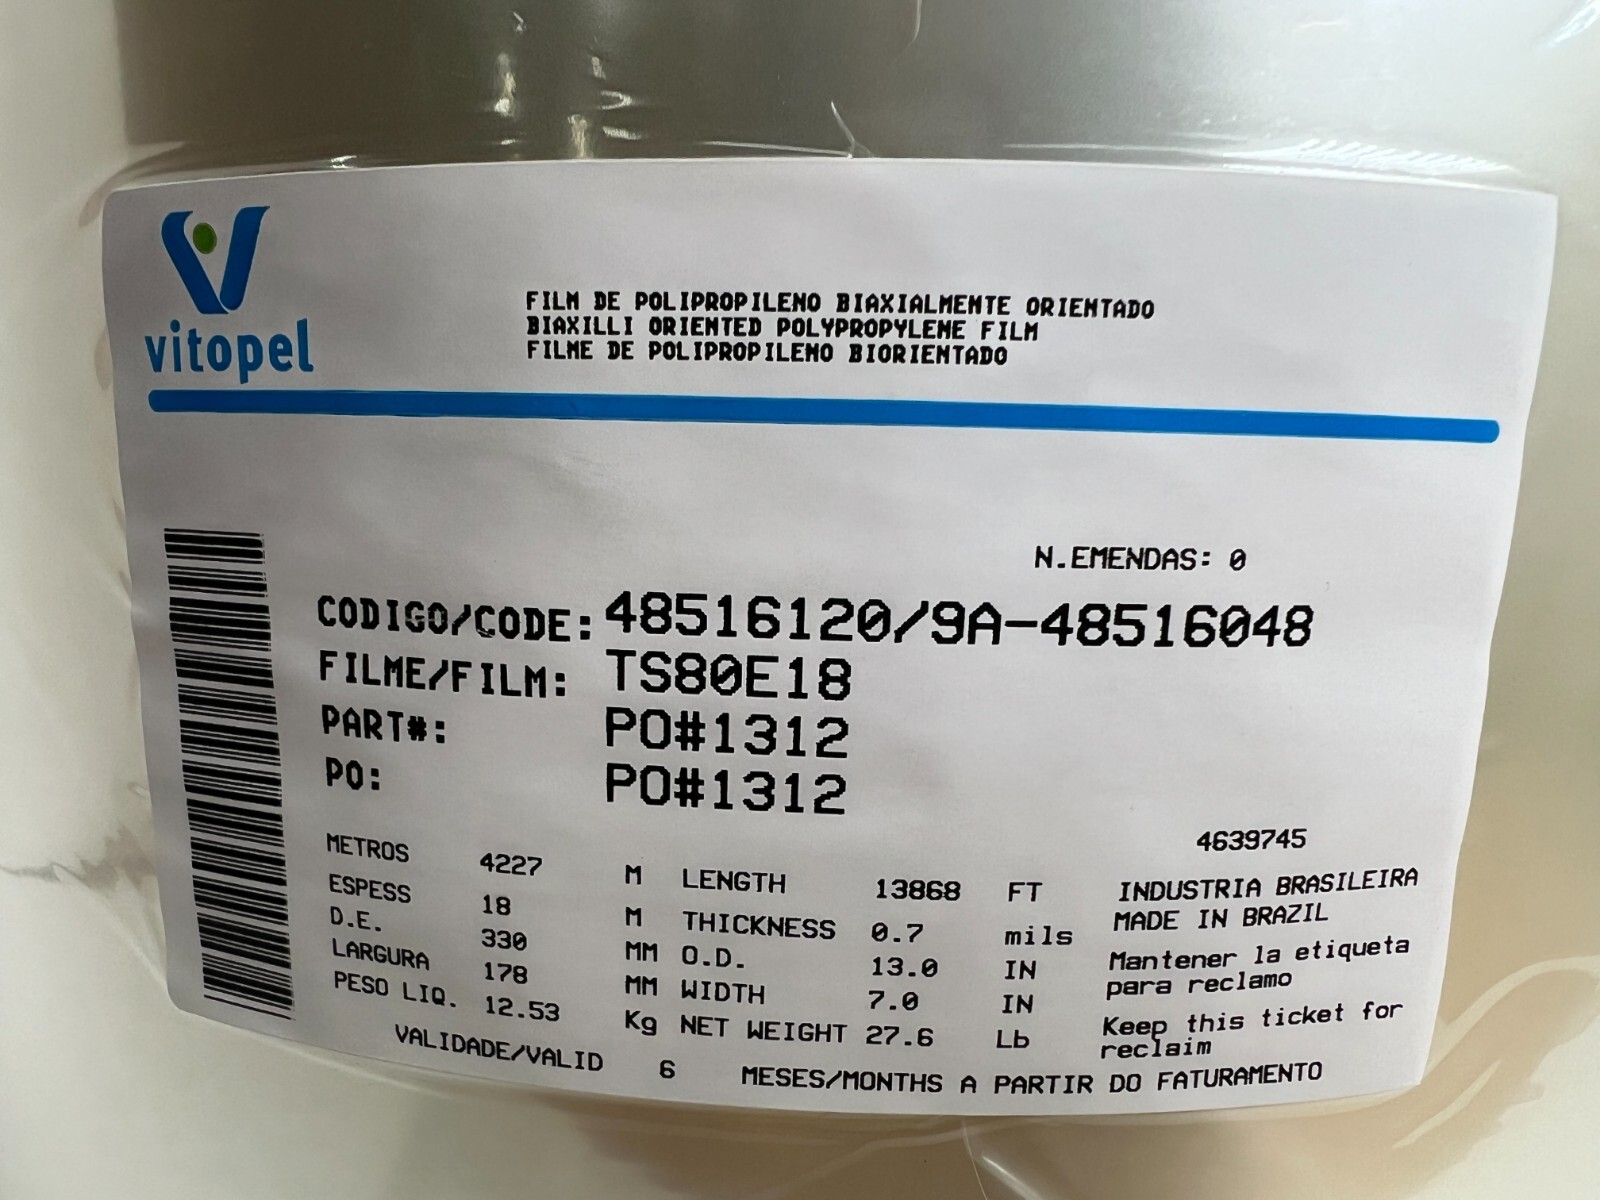 vitopel
FILM DE POLIPROPILENO BIAXIALMENTE ORIENTADO
BIAXILLI ORIENTED POLYPROPYLENE FILM
FILME DE POLIPROPILENO BIORIENTADO
N.EMENDAS: 0
CODIGO/CODE: 48516120/9A-48516048
FILME/FILM: TS80E18
PART#: PO#1312
PO: PO#1312
4639745
METROS 4227 M LENGTH 13868 FT INDUSTRIA BRASILEIRA
ESPESS 18 M THICKNESS 0.7 mils MADE IN BRAZIL
D.E. 330 MM O.D. 13.0 IN Mantener la etiqueta
LARGURA 178 MM WIDTH 7.0 IN para reclamo
PESO LIQ. 12.53 Kg NET WEIGHT 27.6 Lb Keep this ticket for
reclaim
VALIDADE/VALID 6 MESES/MONTHS A PARTIR DO FATURAMENTO